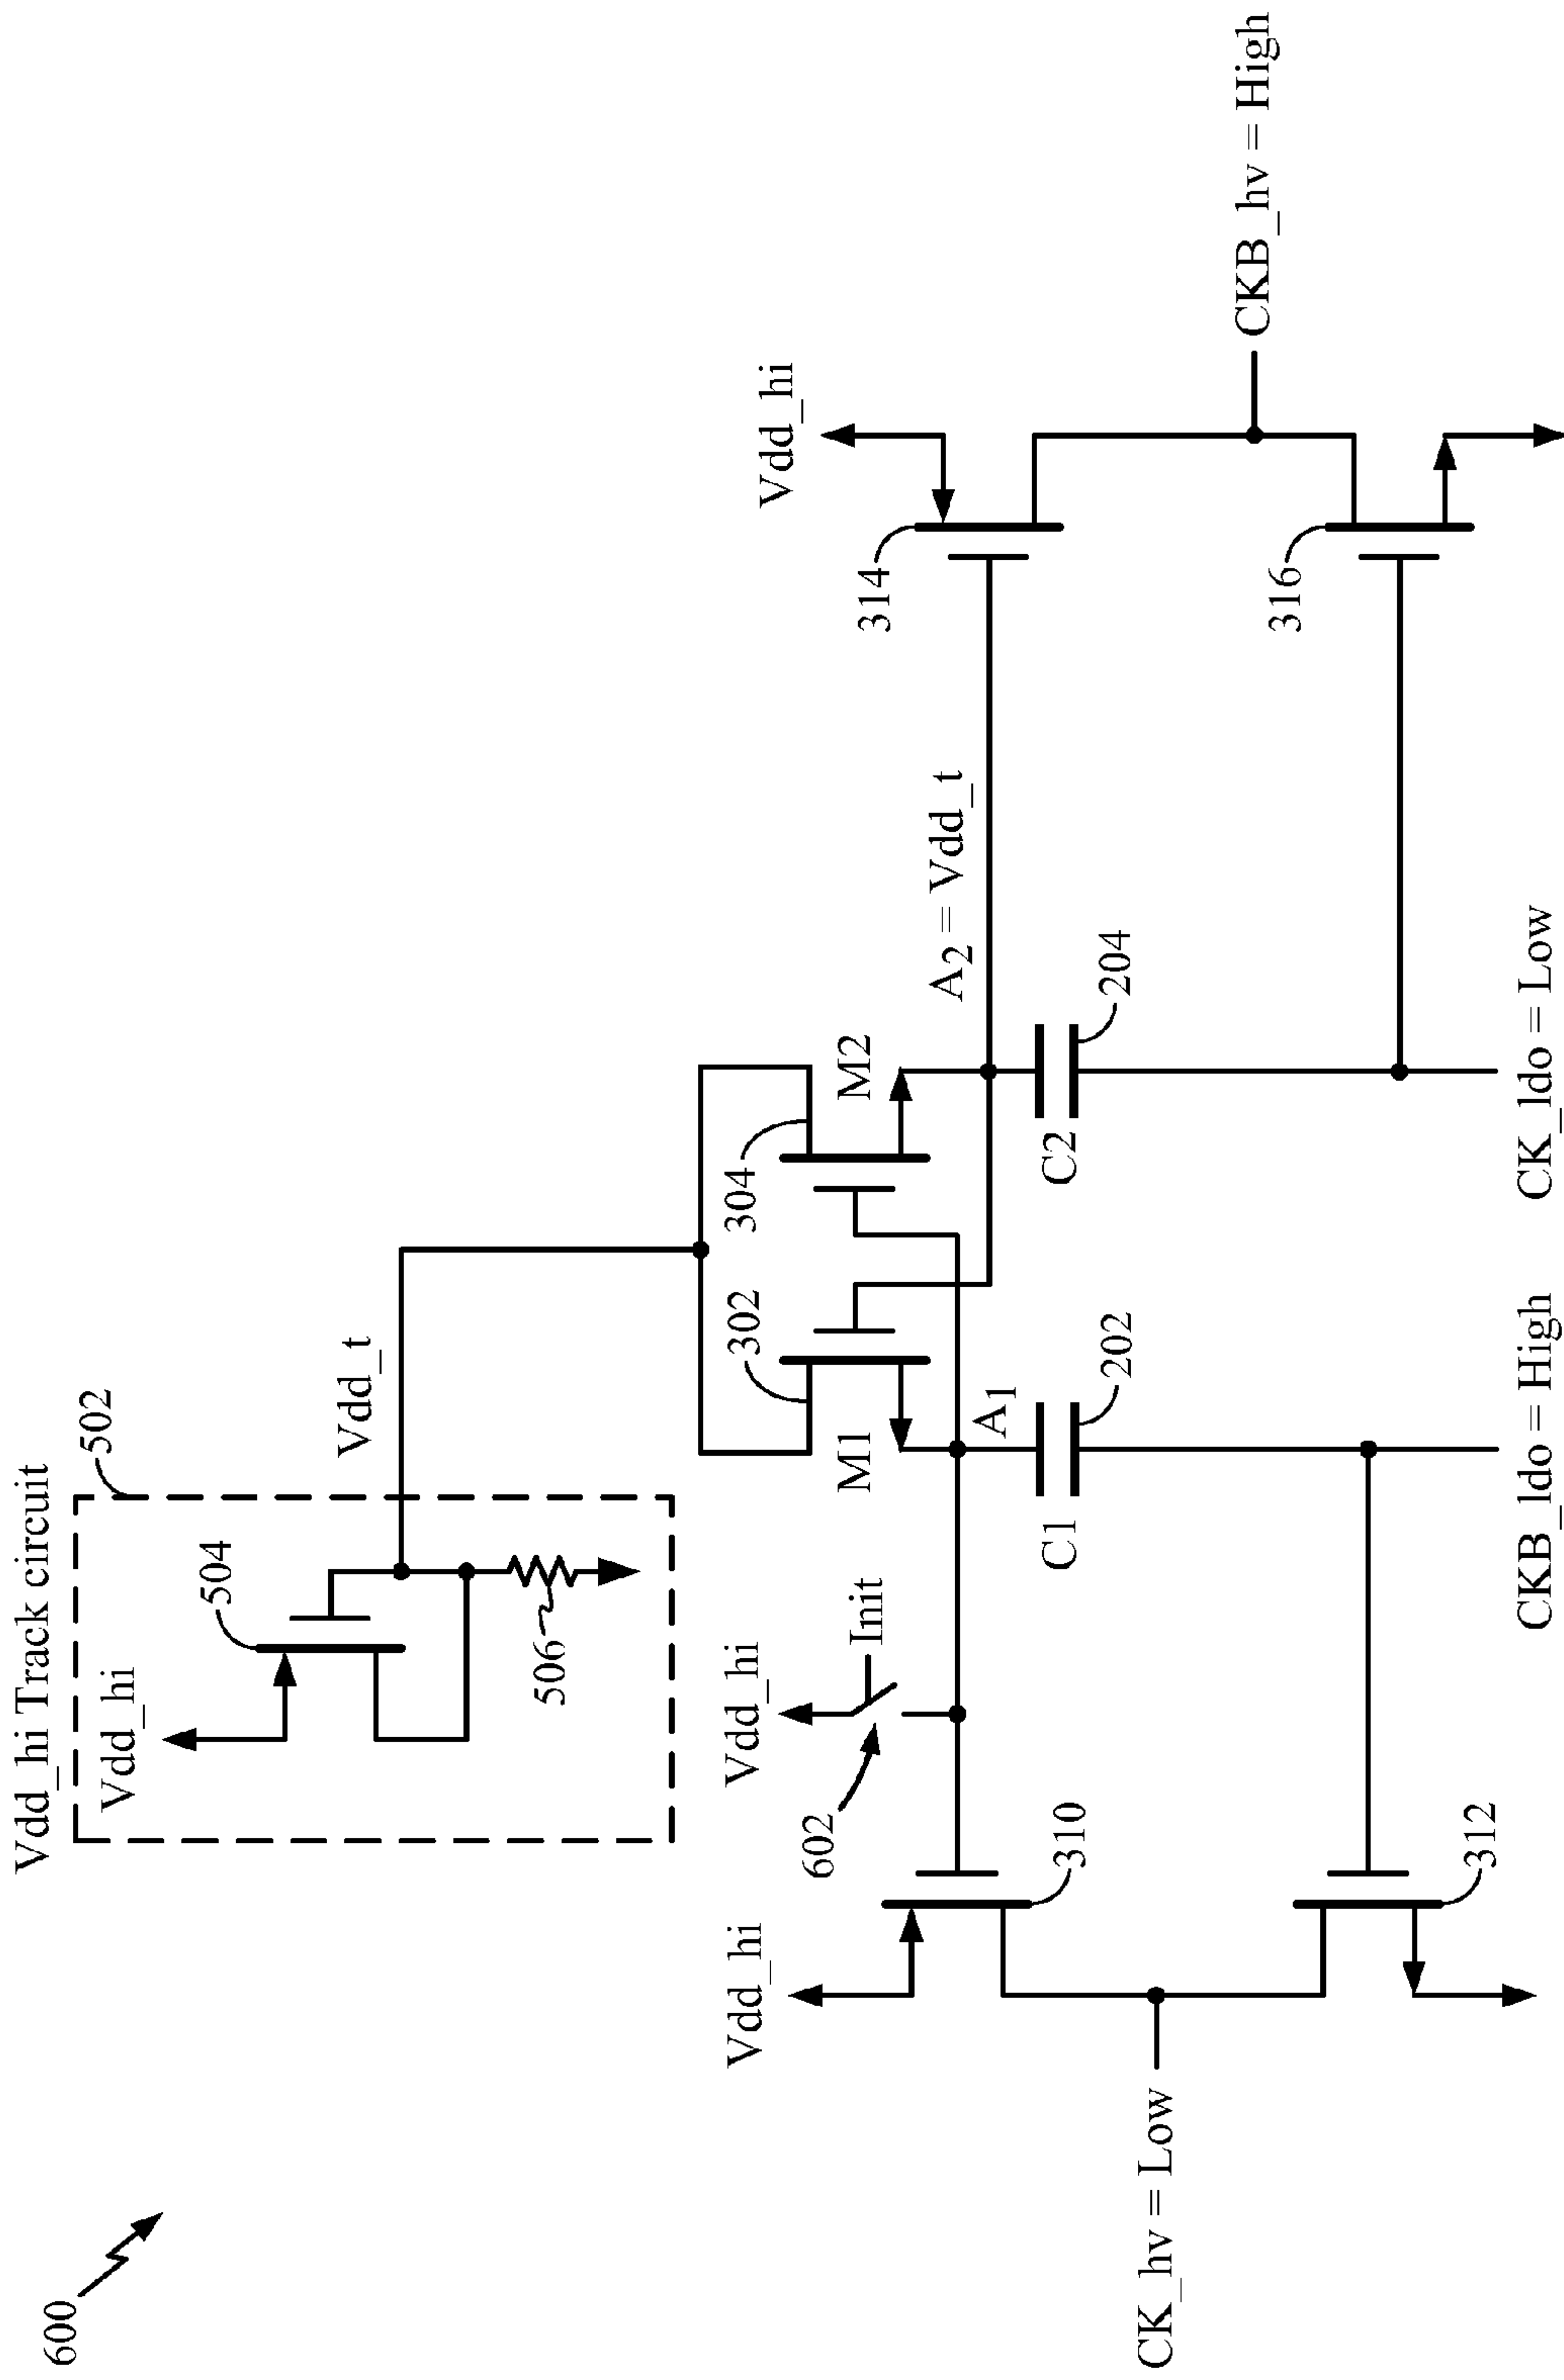 600
Vdd_hi Track circuit
502
Vdd_hi
504
506
Vdd_t
Vdd_hi
Init
602
302
304
M1
M2
A1
A2 = Vdd_t
C1
202
C2
204
Vdd_hi
310
312
CK_hv = Low
CKB_ldo = High
CK_ldo = Low
Vdd_hi
314
316
CKB_hv = High